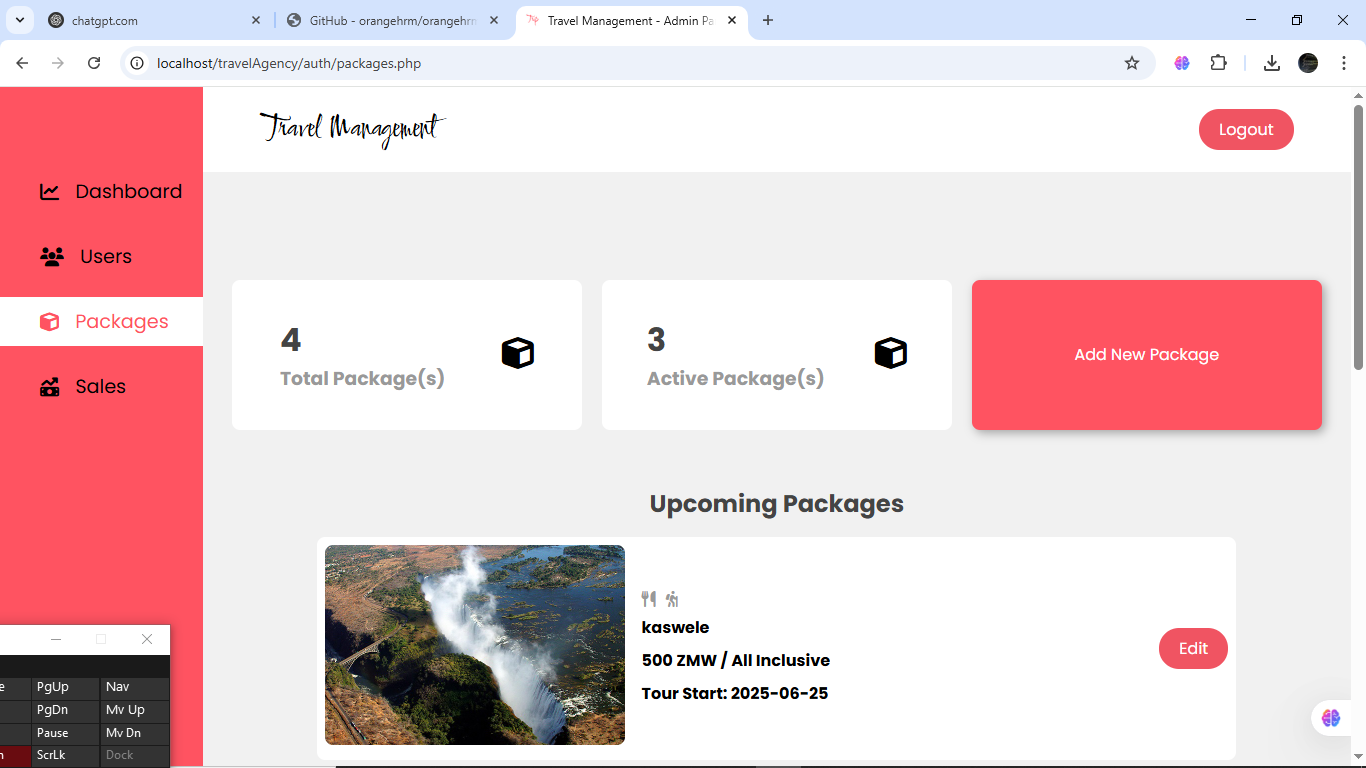 chatgpt.com
GitHub - orangehrm/orangehrm
Travel Management - Admin Pa
localhost/travelAgency/auth/packages.php
Travel Management
Logout
Dashboard
Users
Packages
Sales
4
Total Package(s)
3
Active Package(s)
Add New Package
Upcoming Packages
kaswele
500 ZMW / All Inclusive
Tour Start: 2025-06-25
Edit
PgUp Nav
PgDn Mv Up
Pause Mv Dn
ScrLk Dock